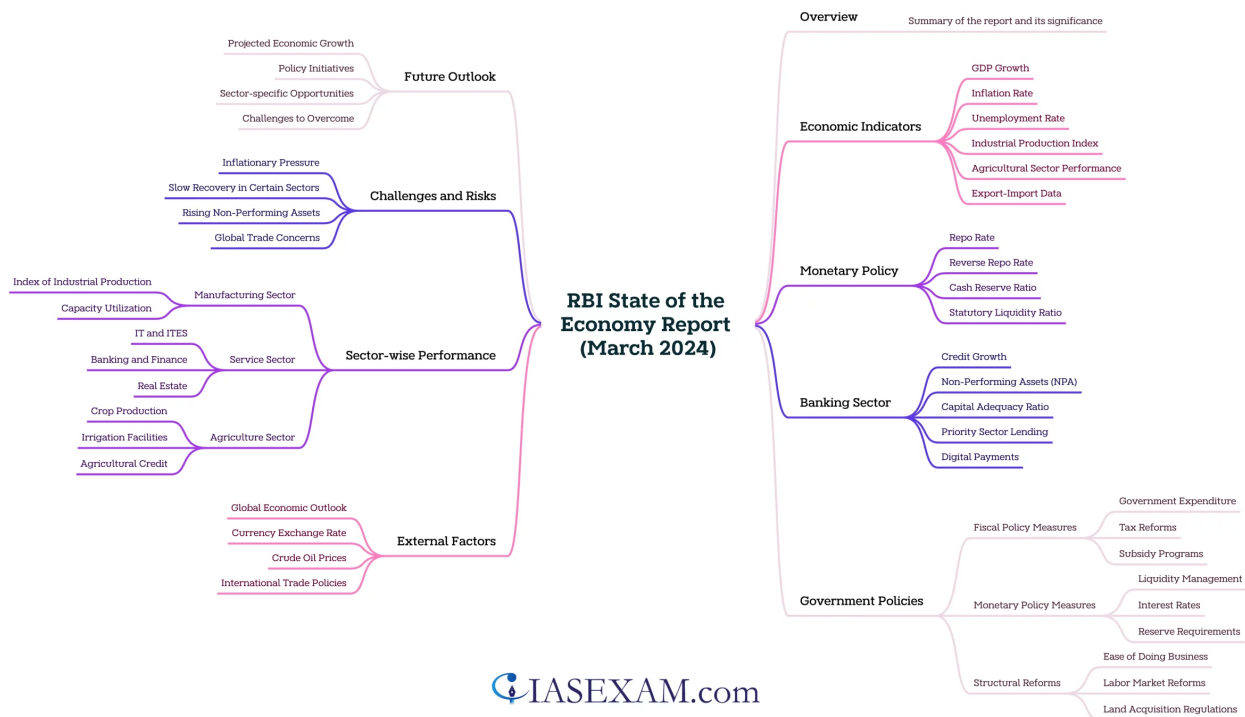 RBI State of the
Economy Report
(March 2024)
Overview
Summary of the report and its significance
Economic Indicators
GDP Growth
Inflation Rate
Unemployment Rate
Industrial Production Index
Agricultural Sector Performance
Export-Import Data
Monetary Policy
Repo Rate
Reverse Repo Rate
Cash Reserve Ratio
Statutory Liquidity Ratio
Banking Sector
Credit Growth
Non-Performing Assets (NPA)
Capital Adequacy Ratio
Priority Sector Lending
Digital Payments
Government Policies
Fiscal Policy Measures
Government Expenditure
Tax Reforms
Subsidy Programs
Monetary Policy Measures
Liquidity Management
Interest Rates
Reserve Requirements
Structural Reforms
Ease of Doing Business
Labor Market Reforms
Land Acquisition Regulations
Future Outlook
Projected Economic Growth
Policy Initiatives
Sector-specific Opportunities
Challenges to Overcome
Challenges and Risks
Inflationary Pressure
Slow Recovery in Certain Sectors
Rising Non-Performing Assets
Global Trade Concerns
Sector-wise Performance
Manufacturing Sector
Index of Industrial Production
Capacity Utilization
Service Sector
IT and ITES
Banking and Finance
Real Estate
Agriculture Sector
Crop Production
Irrigation Facilities
Agricultural Credit
External Factors
Global Economic Outlook
Currency Exchange Rate
Crude Oil Prices
International Trade Policies
IASEXAM.com